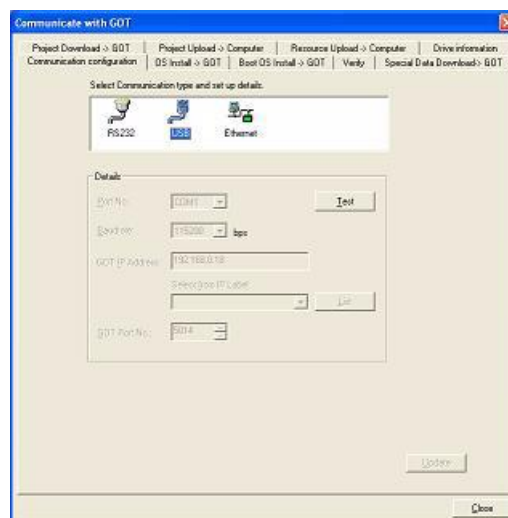 Communicate with GOT
Project Download -> GOT | Project Upload -> Computer | Resource Upload -> Computer | Drive information
Communication configuration | OS Install -> GOT | Boot OS Install -> GOT | Verify | Special Data Download-> GOT
Select Communication type and set up details.
RS232 USB Ethernet
Details
Port No.: COM1 Test
Baudrate: 115200 bps
GOT IP Address: 192.168.0.18
IP Label
List
GOT Port No.: 5014
Update
Close